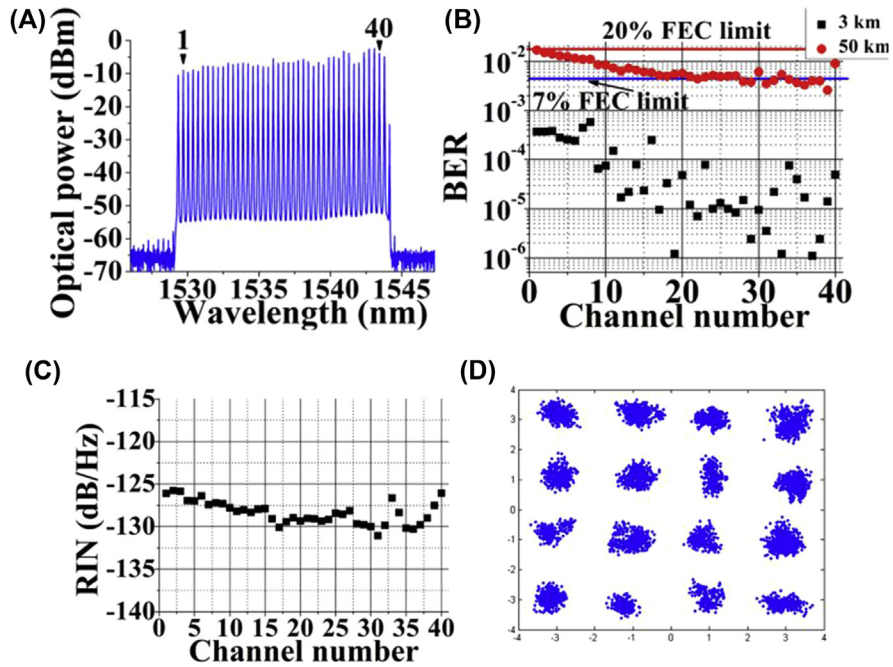 (A)
1
40
0
-10
-20
-30
-40
-50
-60
-70
Optical power (dBm)
1530
1535
1540
1545
Wavelength (nm)
(B)
20% FEC limit
3 km
50 km
7% FEC limit
10-2
10-3
10-4
10-5
10-6
BER
0
10
20
30
40
Channel number
(C)
-115
-120
-125
-130
-135
-140
RIN (dB/Hz)
0 5 10 15 20 25 30 35 40
Channel number
(D)
4
3
2
1
0
-1
-2
-3
-4
-4 -3 -2 -1 0 1 2 3 4